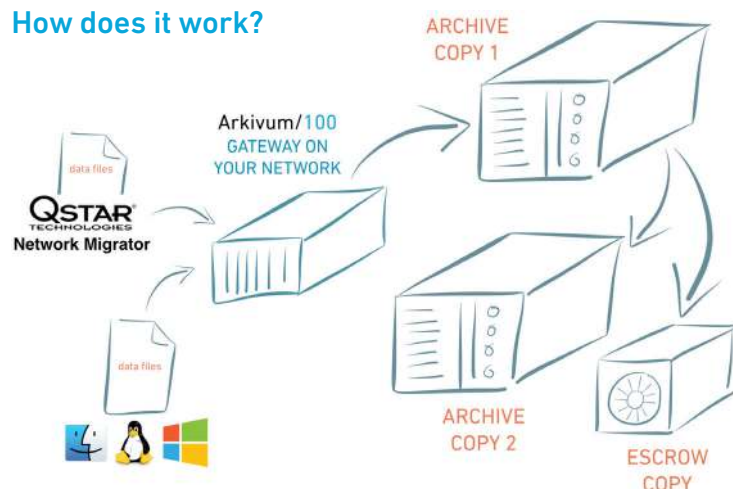 How does it work?
ARCHIVE
COPY 1
Arkivum/100
GATEWAY ON
YOUR NETWORK
data files
QSTAR®
TECHNOLOGIES
Network Migrator
data files
ARCHIVE
COPY 2
ESCROW
COPY